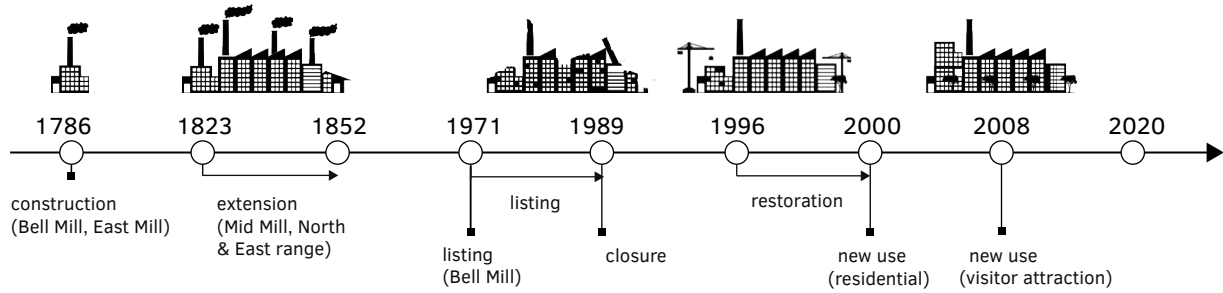 1786
1823
1852
1971
1989
1996
2000
2008
2020
construction
(Bell Mill, East Mill)
extension
(Mid Mill, North
& East range)
listing
restoration
listing
(Bell Mill)
closure
new use
(residential)
new use
(visitor attraction)